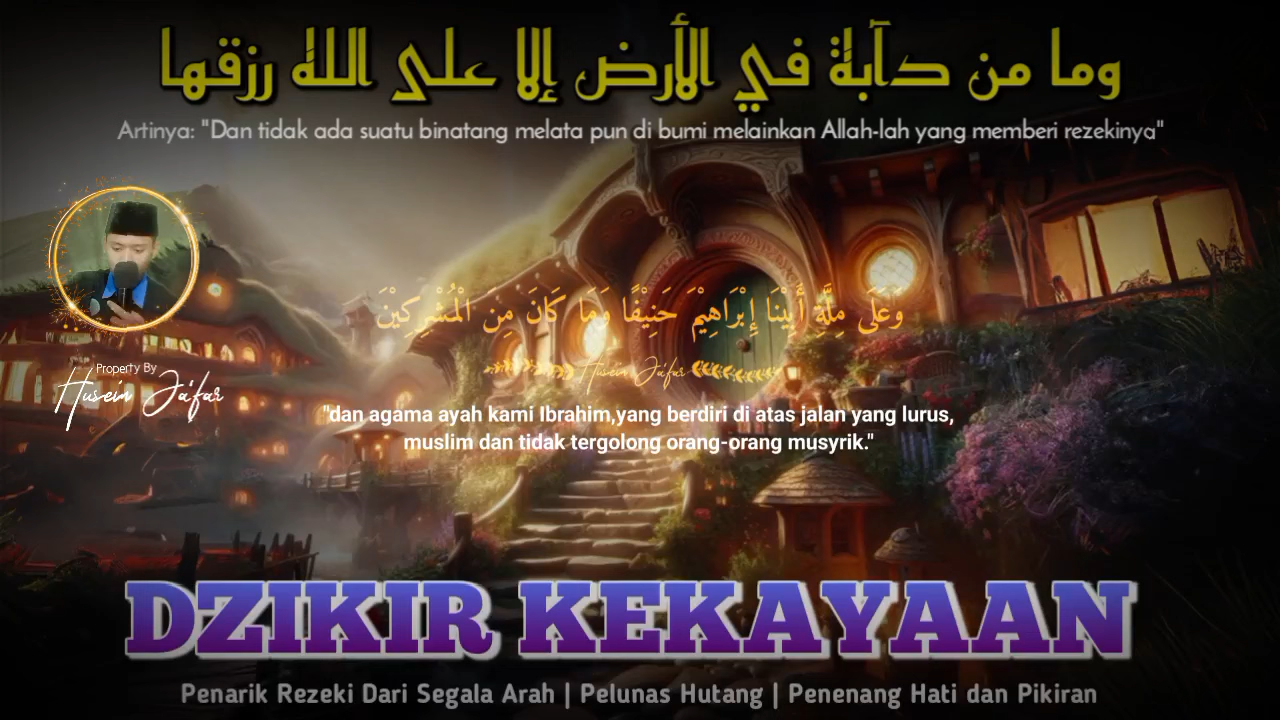 وما من دآبة في الأرض إلا على الله رزقها
Artinya: "Dan tidak ada suatu binatang melata pun di bumi melainkan Allah-lah yang memberi rezekinya"
وَعَلَى مِلَّةِ أَبِيْنَا إِبْرَاهِيْمَ حَنِيْفًا وَمَا كَانَ مِنَ الْمُشْرِكِيْنَ
Property By
Husein Ja'far
Husein Ja'far
"dan agama ayah kami Ibrahim,yang berdiri di atas jalan yang lurus,
muslim dan tidak tergolong orang-orang musyrik."
DZIKIR KEKAYAAN
Penarik Rezeki Dari Segala Arah | Pelunas Hutang | Penenang Hati dan Pikiran